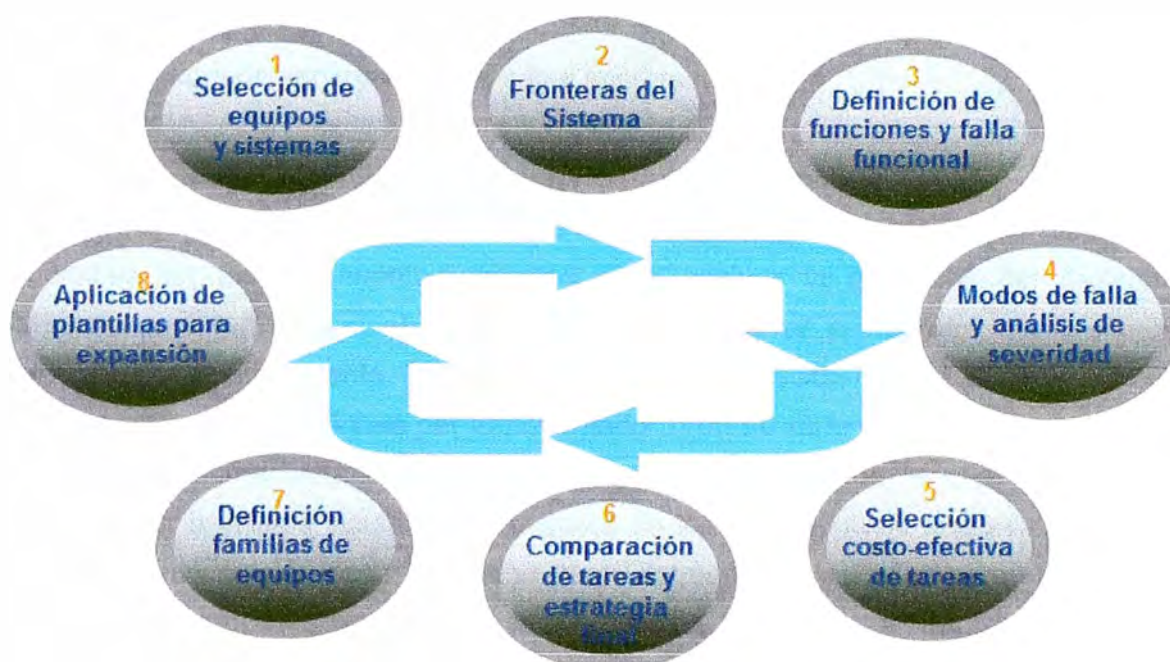 1
Selección de
equipos
y sistemas
2
Fronteras del
Sistema
3
Definición de
funciones y falla
funcional
4
Modos de falla
y análisis de
severidad
5
Selección
costo-efectiva
de tareas
6
Comparación
de tareas y
estrategia
final
7
Definición
familias de
equipos
8
Aplicación de
plantillas para
expansión